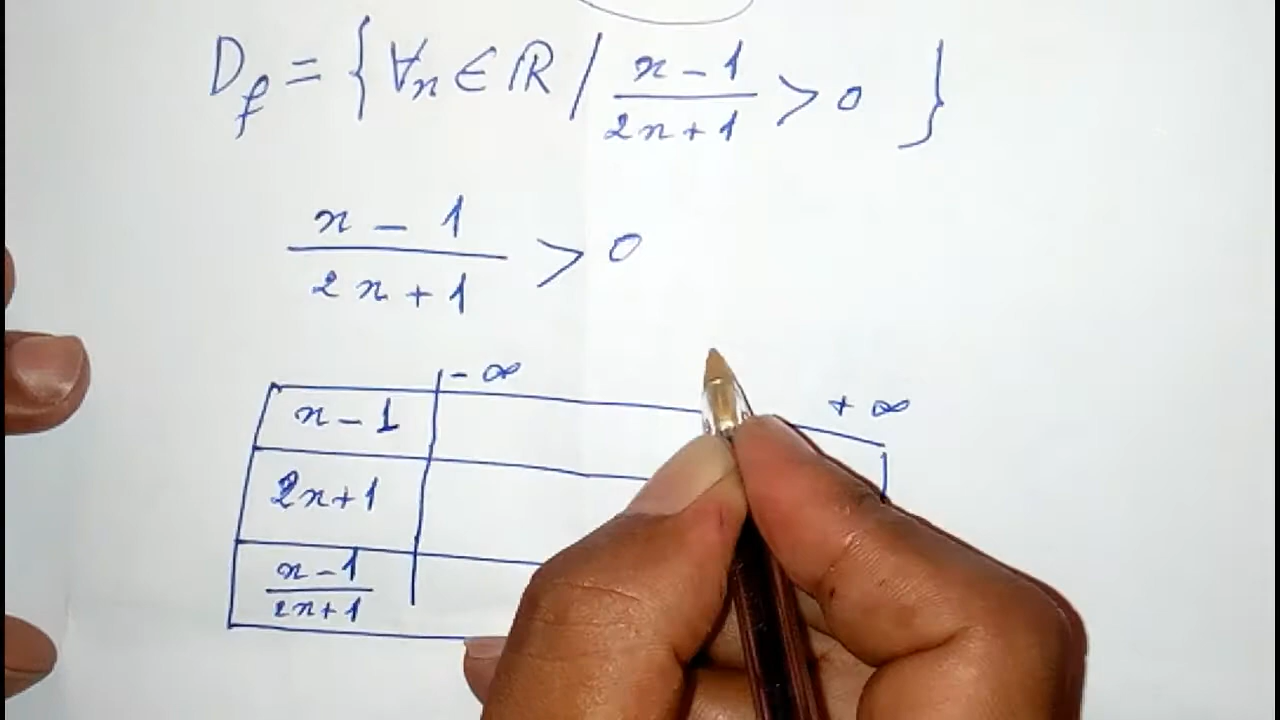 D_f = { ∀x ∈ ℝ / (x - 1)/(2x + 1) > 0 }
(x - 1)/(2x + 1) > 0
- ∞ + ∞
x - 1
2x + 1
(x - 1)/(2x + 1)